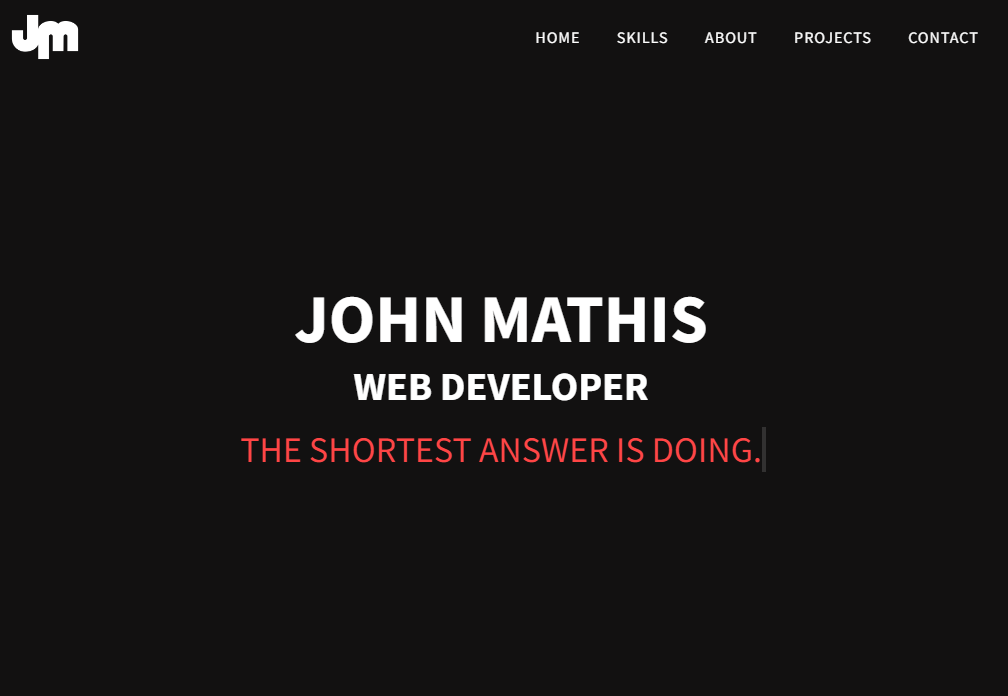 Jm
HOME SKILLS ABOUT PROJECTS CONTACT
JOHN MATHIS
WEB DEVELOPER
THE SHORTEST ANSWER IS DOING.